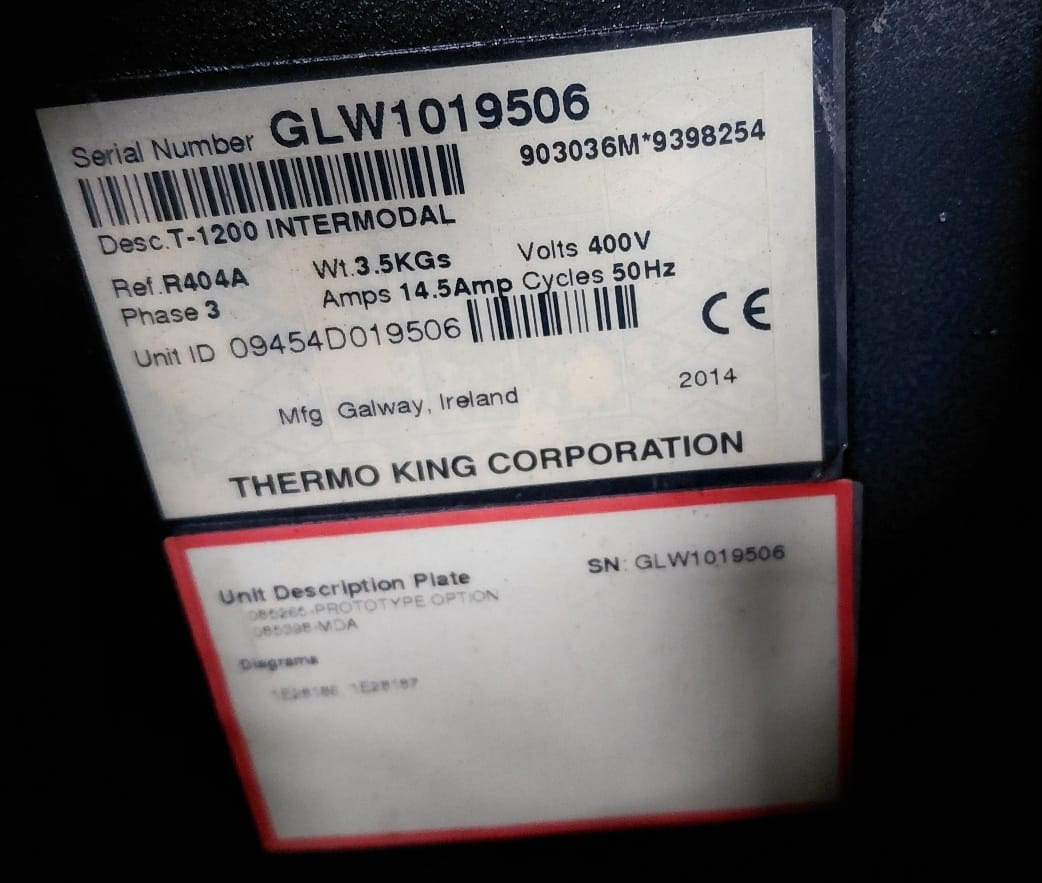 Serial Number GLW1019506
903036M*9398254
Desc.T-1200 INTERMODAL
Ref.R404A Wt.3.5KGs Volts 400V
Phase 3 Amps 14.5Amp Cycles 50Hz
Unit ID 09454D019506
CE
Mfg Galway, Ireland 2014
THERMO KING CORPORATION
Unit Description Plate SN: GLW1019506
PROTOTYPE OPTION
MDA
Diagrams